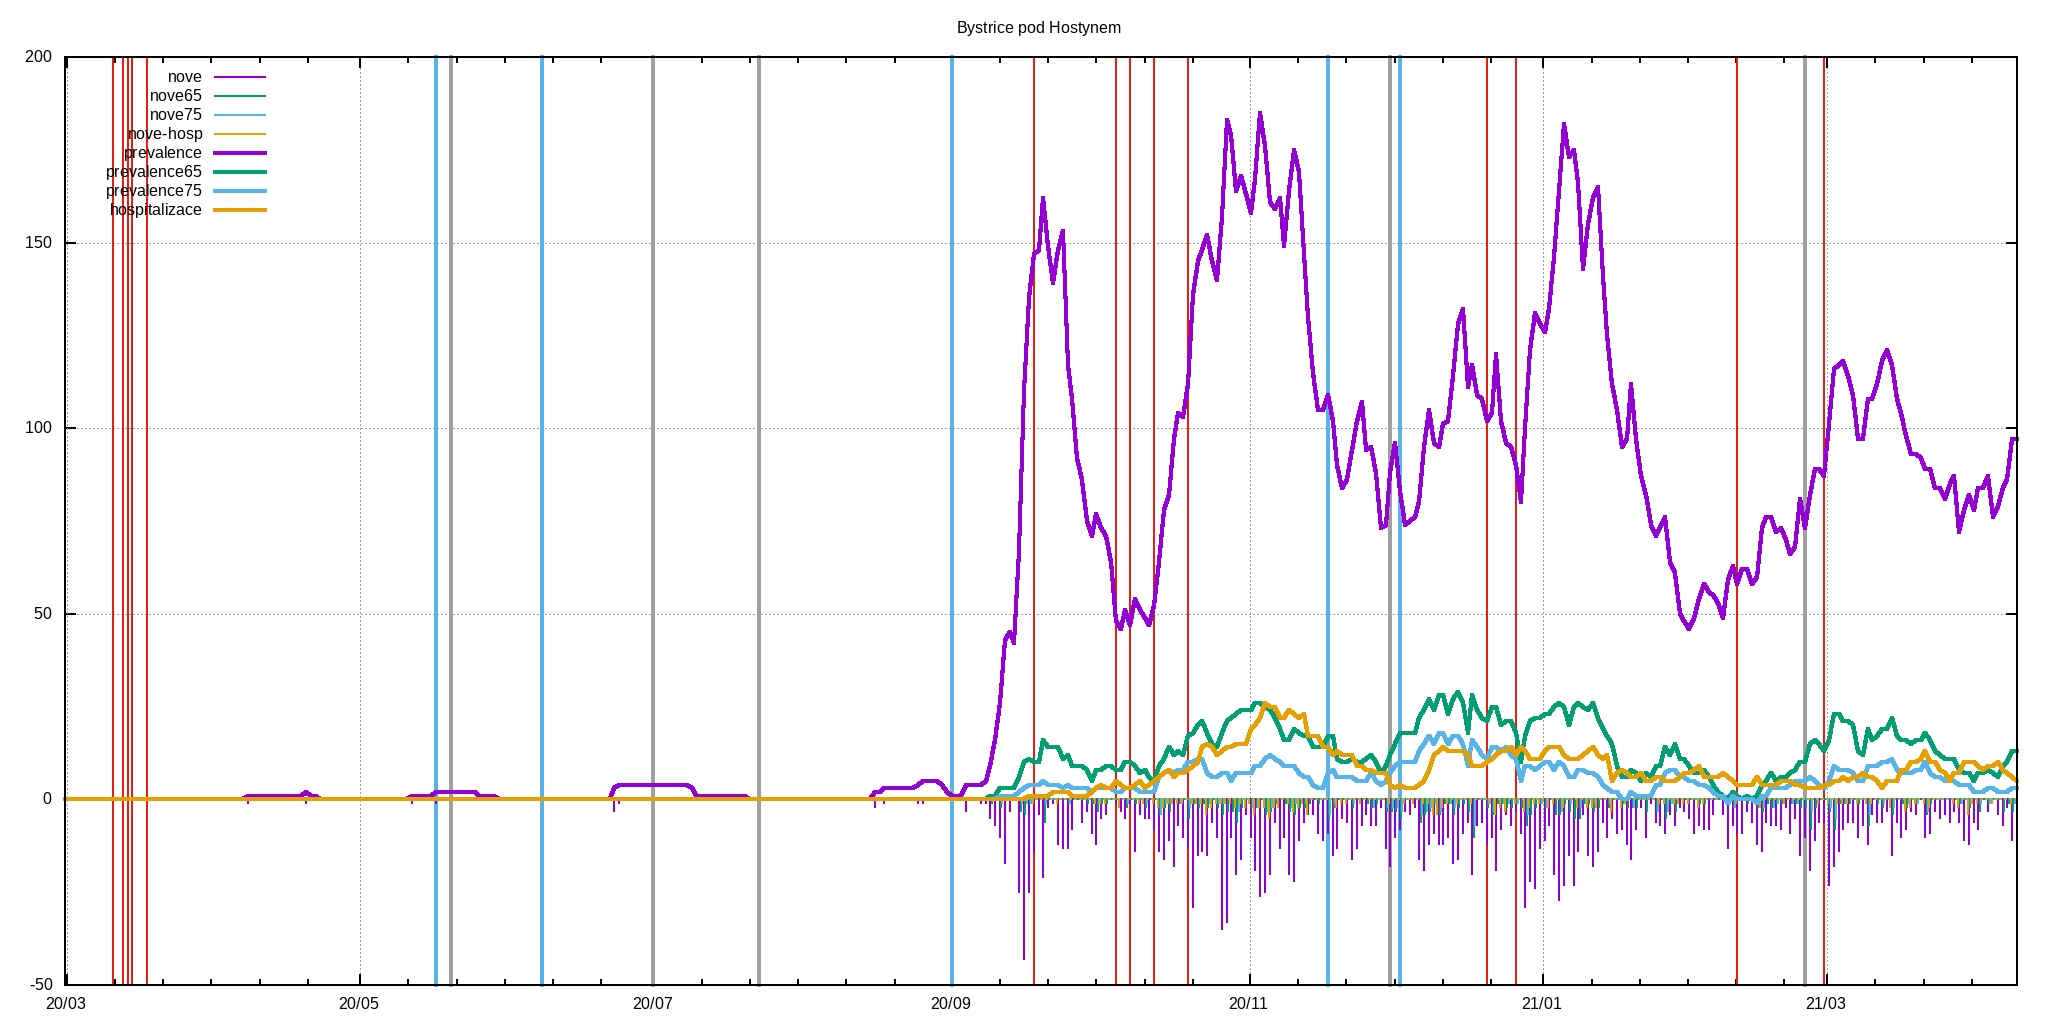 Bystrice pod Hostynem
200
150
100
50
0
-50
nove
nove65
nove75
nove-hosp
prevalence
prevalence65
prevalence75
hospitalizace
20/03
20/05
20/07
20/09
20/11
21/01
21/03